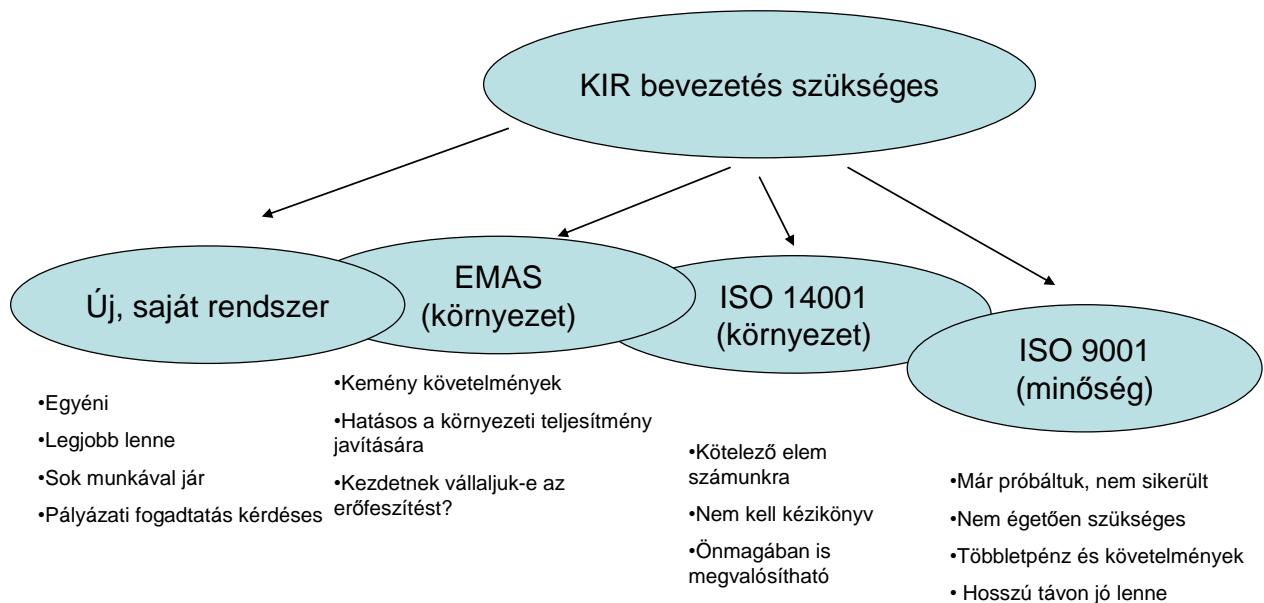 KIR bevezetés szükséges
Új, saját rendszer
•Egyéni
•Legjobb lenne
•Sok munkával jár
•Pályázati fogadtatás kérdéses
EMAS
(környezet)
•Kemény követelmények
•Hatásos a környezeti teljesítmény
javítására
•Kezdetnek vállaljuk-e az
erőfeszítést?
ISO 14001
(környezet)
•Kötelező elem
számunkra
•Nem kell kézikönyv
•Önmagában is
megvalósítható
ISO 9001
(minőség)
•Már próbáltuk, nem sikerült
•Nem égetően szükséges
•Többletpénz és követelmények
• Hosszú távon jó lenne